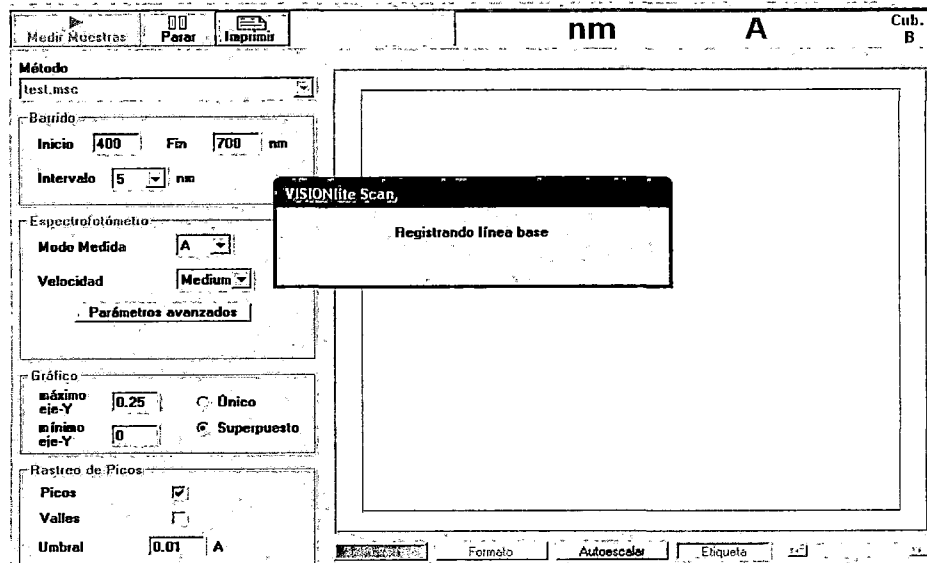 Medir Muestras Parar Imprimir
nm A Cub. B
Método
test.msc
Barrido
Inicio 400 Fin 700 nm
Intervalo 5 nm
VISIONlite Scan
Registrando línea base
Espectrofotómetro
Modo Medida A
Velocidad Medium
Parámetros avanzados
Gráfico
máximo eje-Y 0.25 Único
mínimo eje-Y 0 Superpuesto
Rastreo de Picos
Picos
Valles
Umbral 0.01 A
Formato Autoescalar Etiqueta